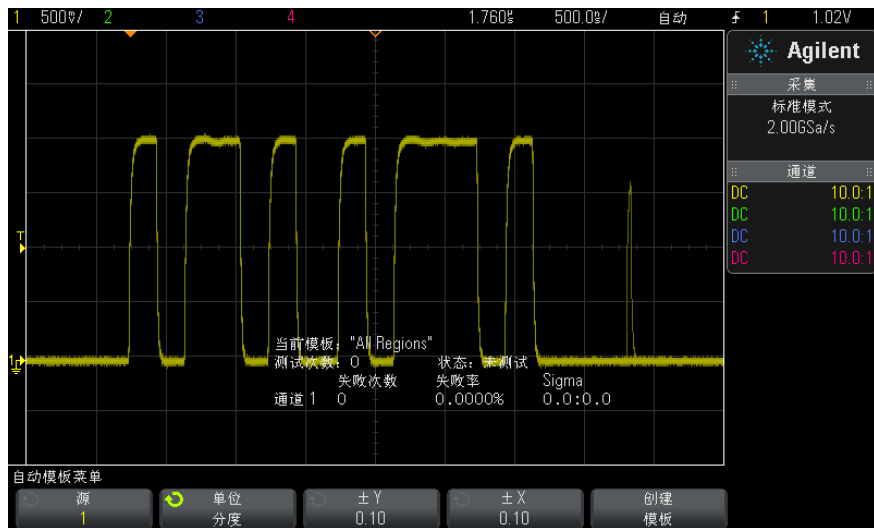 1 500♥/ 2 3 4 1.760s 500.0s/ 自动 1 1.02V
Agilent
采集
标准模式
2.00GSa/s
通道
DC 10.0:1
DC 10.0:1
DC 10.0:1
DC 10.0:1
T
1
当前模板: "All Regions"
测试次数: 0 状态: 未测试
失败次数 失败率 Sigma
通道 1 0 0.0000% 0.0:0.0
自动模板菜单
源 单位 ± Y ± X 创建
1 分度 0.10 0.10 模板